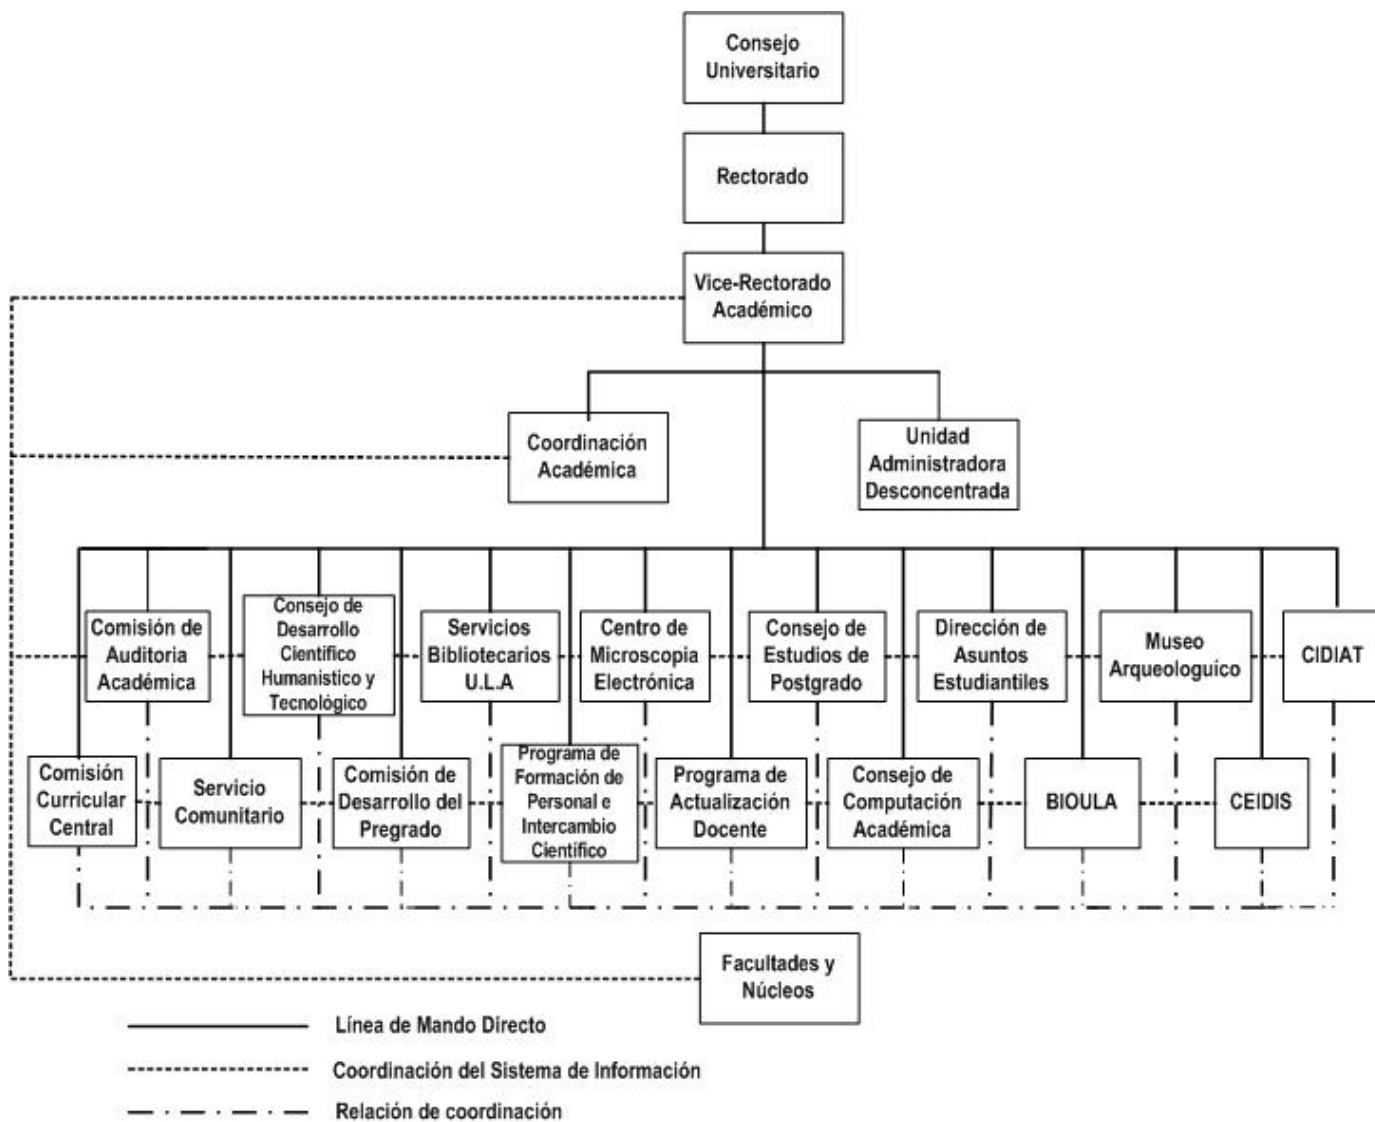 Consejo
Universitario
Rectorado
Vice-Rectorado
Académico
Coordinación
Académica
Unidad
Administradora
Desconcentrada
Comisión de
Auditoria
Académica
Consejo de
Desarrollo
Científico
Humanistico y
Tecnológico
Servicios
Bibliotecarios
U.L.A
Centro de
Microscopia
Electrónica
Consejo de
Estudios de
Postgrado
Dirección de
Asuntos
Estudiantiles
Museo
Arqueologuíco
CIDIAT
Comisión
Curricular
Central
Servicio
Comunitario
Comisión de
Desarrollo del
Pregrado
Programa de
Formación de
Personal e
Intercambio
Científico
Programa de
Actualización
Docente
Consejo de
Computación
Académica
BIOULA
CEIDIS
Facultades y
Núcleos
Línea de Mando Directo
Coordinación del Sistema de Información
Relación de coordinación